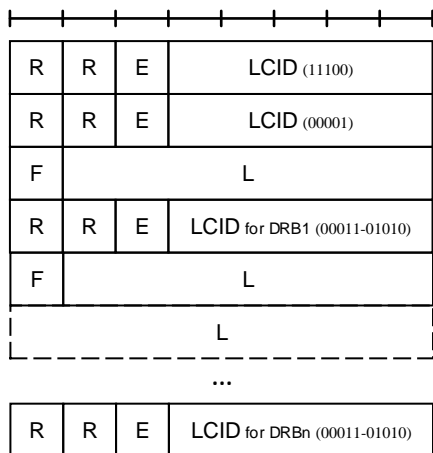 R R E LCID (11100)
R R E LCID (00001)
F L
R R E LCID for DRB1 (00011-01010)
F L
L
...
R R E LCID for DRBn (00011-01010)